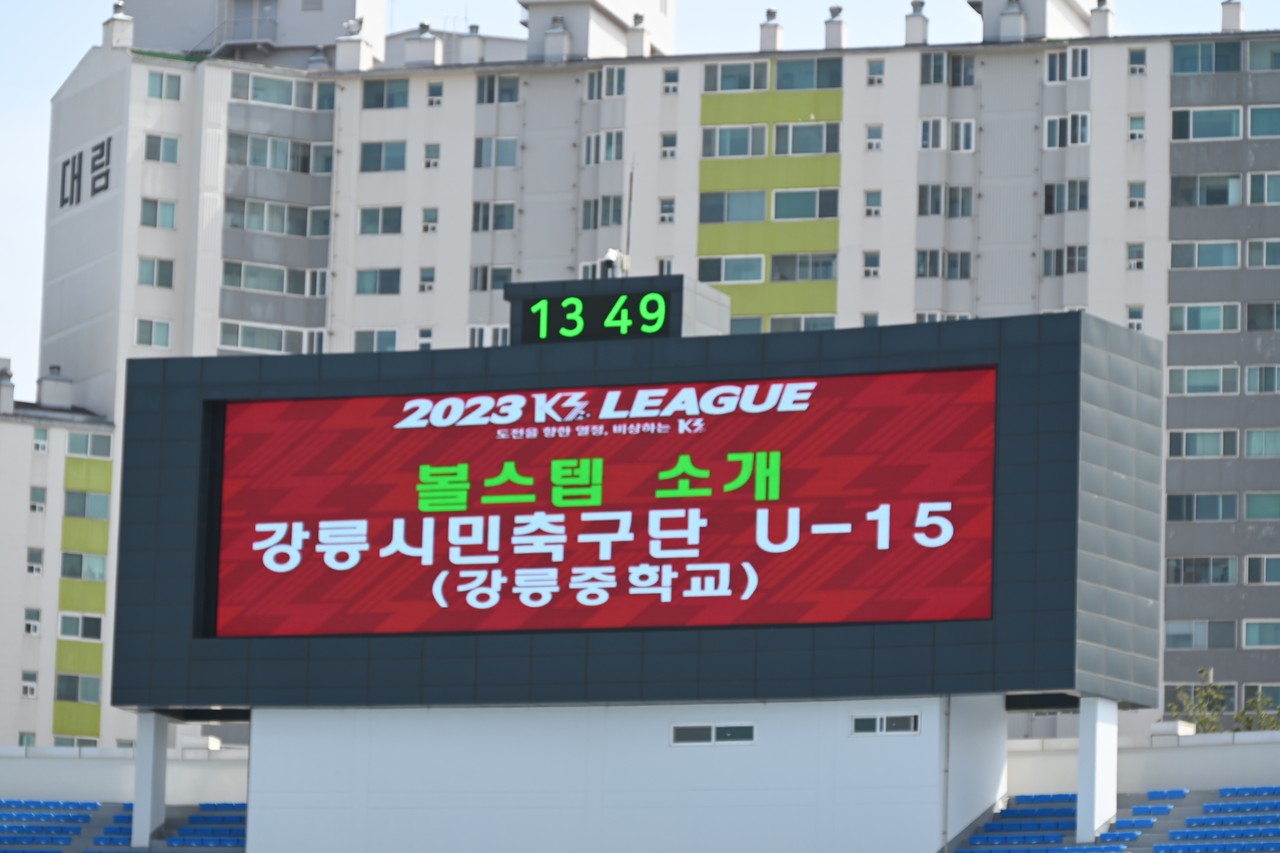 대림
13 49
2023 K3 LEAGUE
도전을 향한 열정, 비상하는 K3
볼스텝 소개
강릉시민축구단 U-15
(강릉중학교)